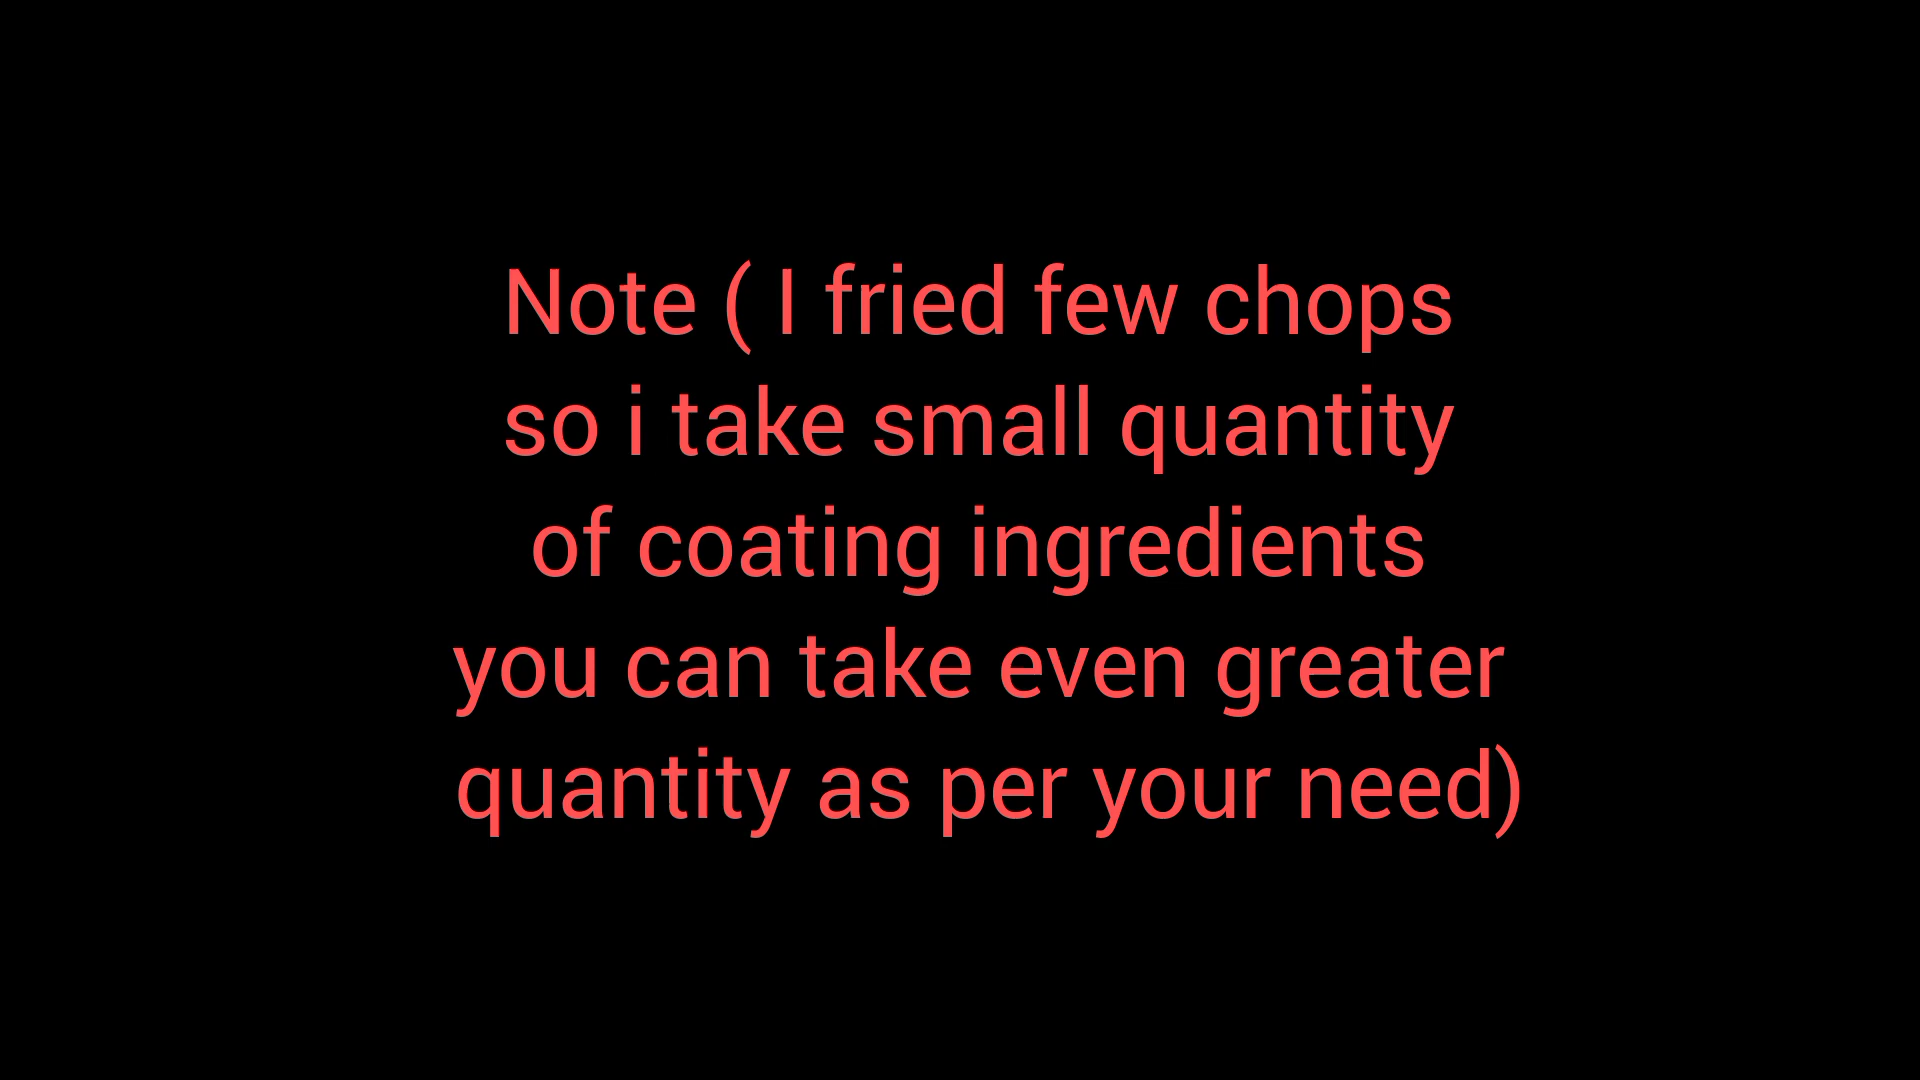 Note ( I fried few chops
so i take small quantity
of coating ingredients
you can take even greater
quantity as per your need)